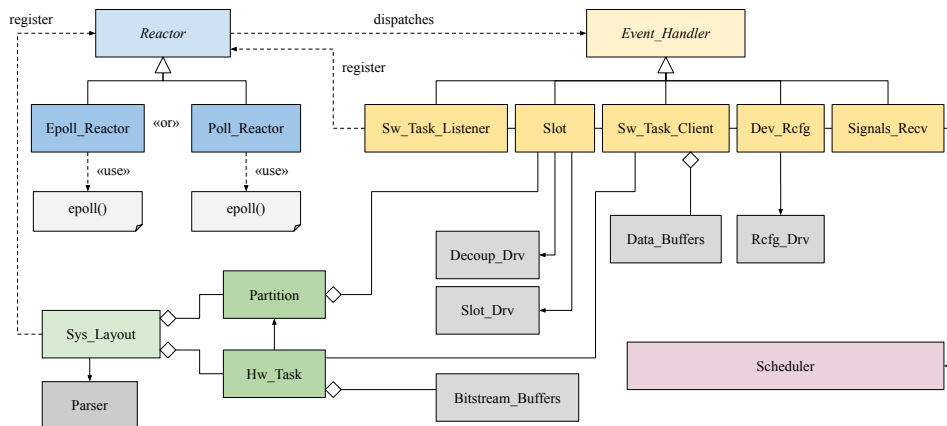 register
dispatches
Reactor
Event_Handler
register
Epoll_Reactor
«or»
Poll_Reactor
Sw_Task_Listener
Slot
Sw_Task_Client
Dev_Rcfg
Signals_Recv
«use»
«use»
epoll()
epoll()
Data_Buffers
Rcfg_Drv
Decoup_Drv
Partition
Slot_Drv
Sys_Layout
Hw_Task
Scheduler
Parser
Bitstream_Buffers